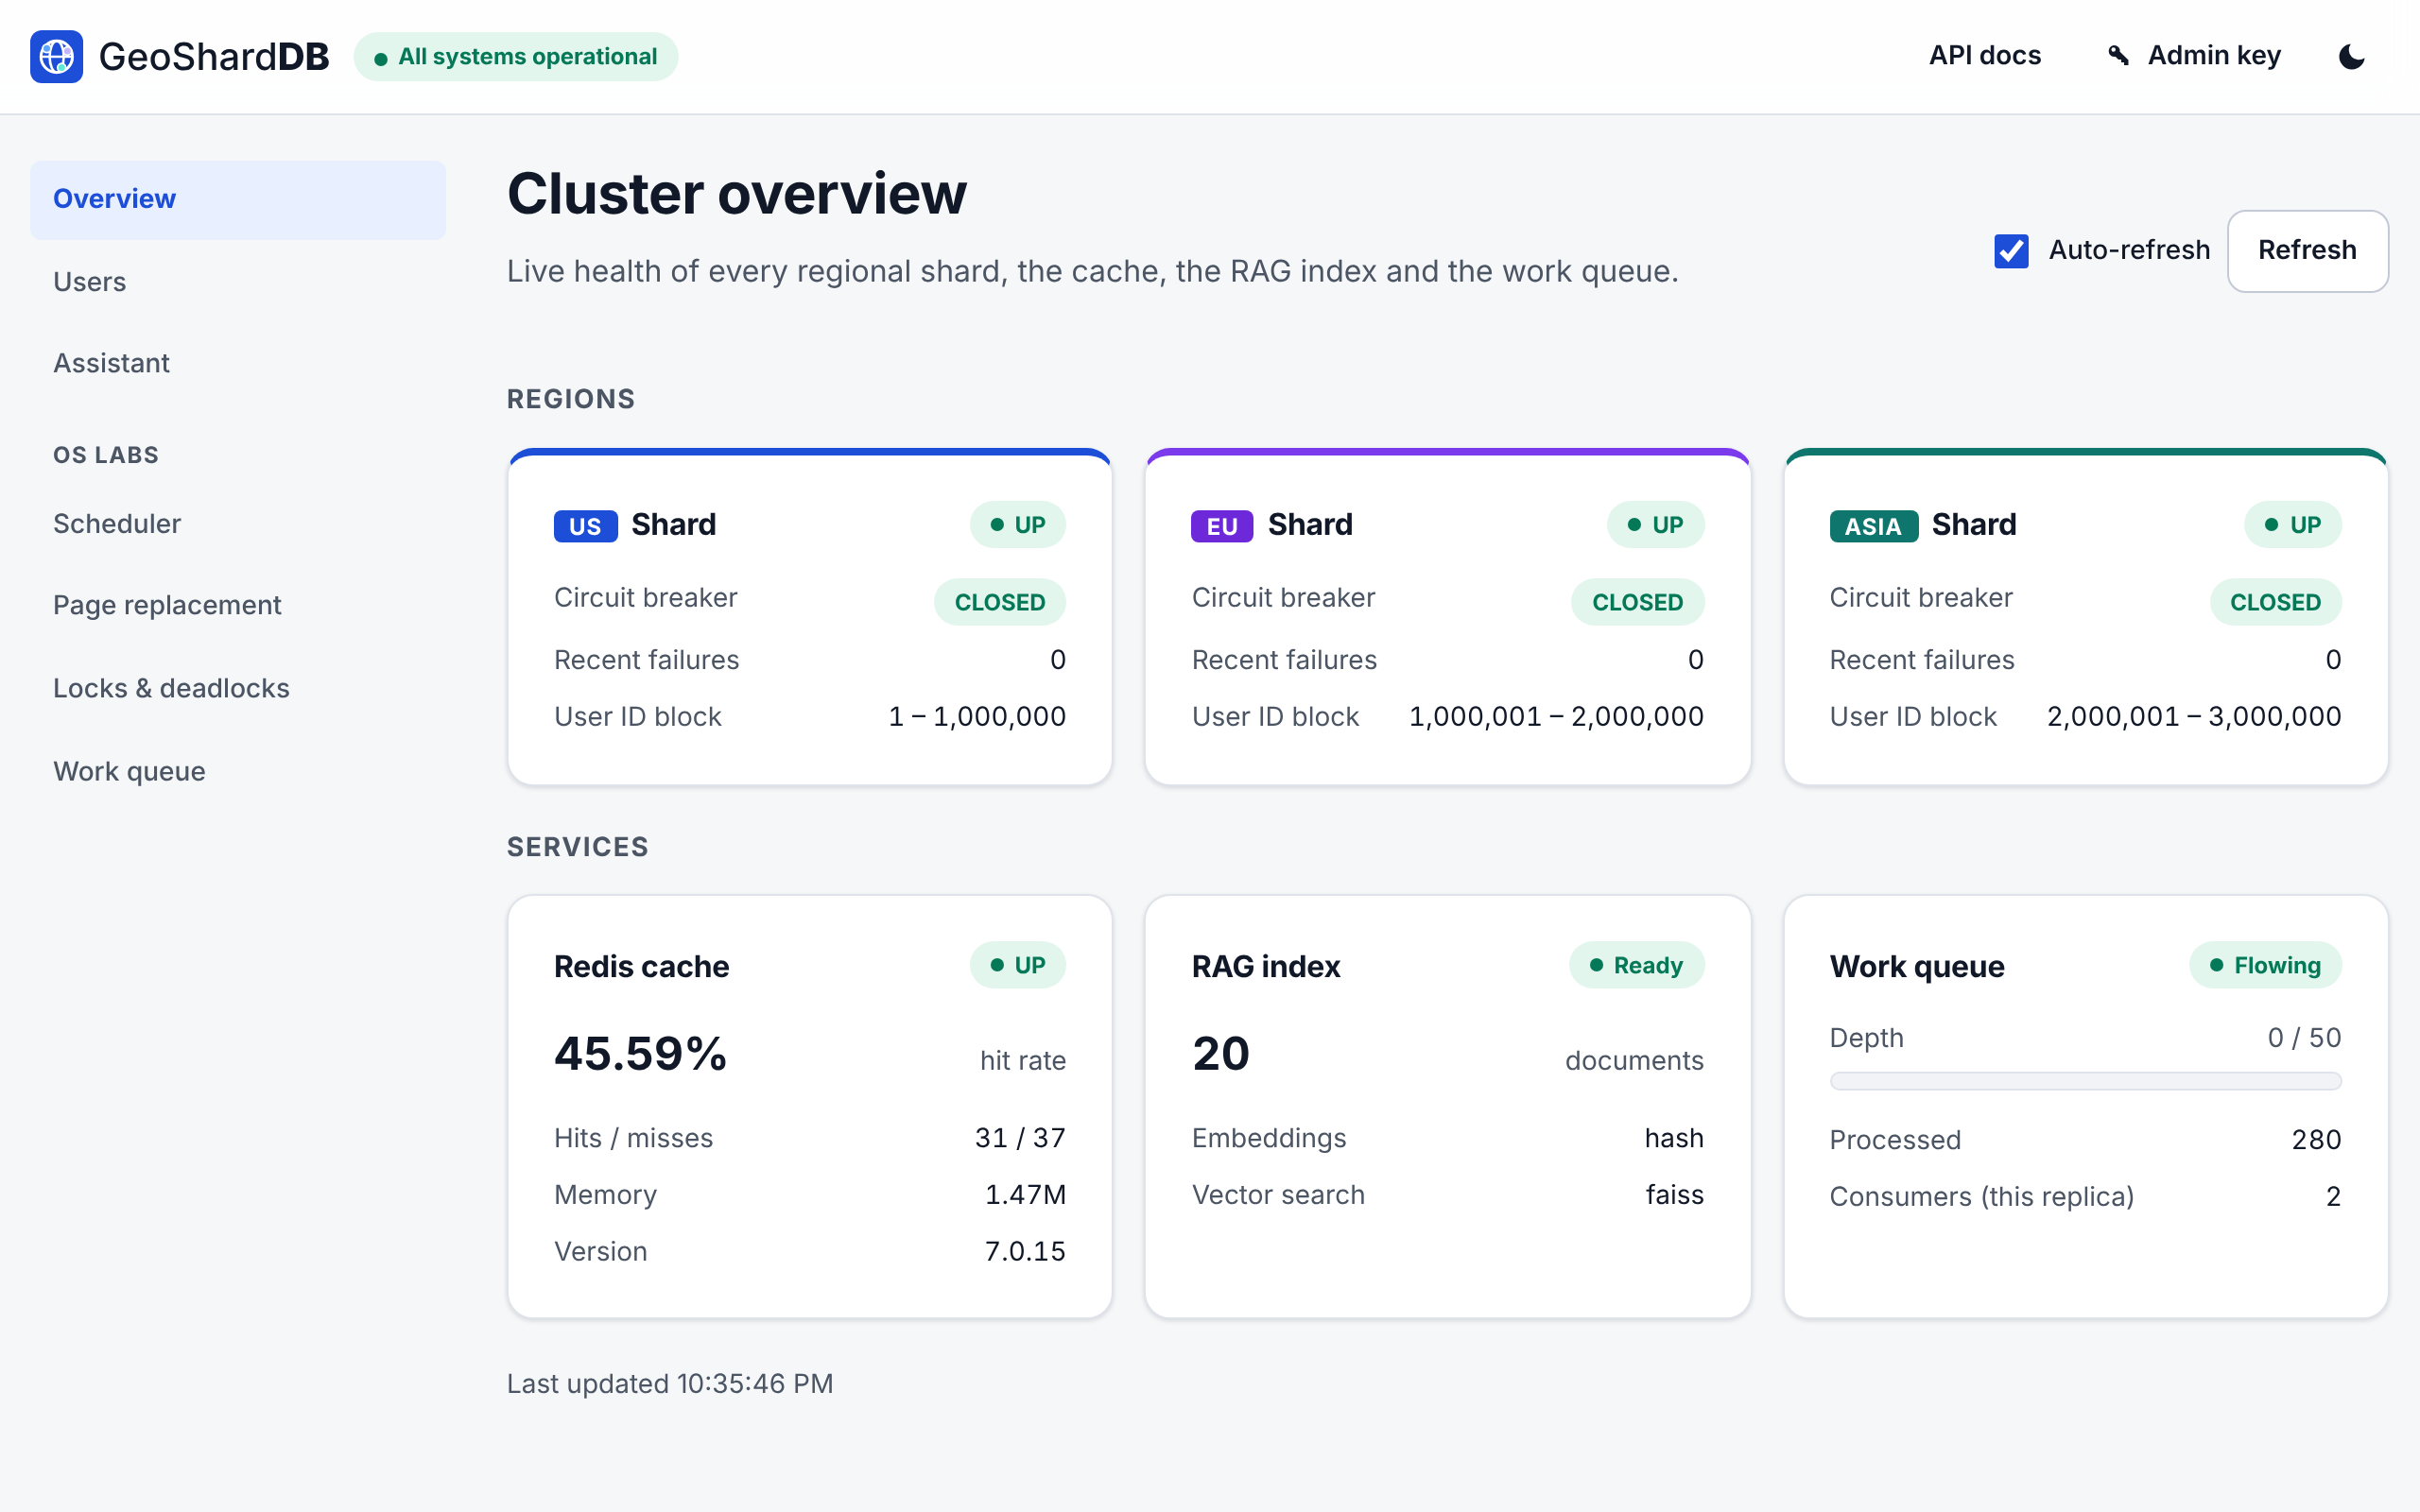 GeoShardDB
All systems operational
API docs
Admin key
Overview
Users
Assistant
OS LABS
Scheduler
Page replacement
Locks & deadlocks
Work queue
Cluster overview
Live health of every regional shard, the cache, the RAG index and the work queue.
Auto-refresh
Refresh
REGIONS
US Shard UP
Circuit breaker CLOSED
Recent failures 0
User ID block 1 – 1,000,000
EU Shard UP
Circuit breaker CLOSED
Recent failures 0
User ID block 1,000,001 – 2,000,000
ASIA Shard UP
Circuit breaker CLOSED
Recent failures 0
User ID block 2,000,001 – 3,000,000
SERVICES
Redis cache UP
45.59% hit rate
Hits / misses 31 / 37
Memory 1.47M
Version 7.0.15
RAG index Ready
20 documents
Embeddings hash
Vector search faiss
Work queue Flowing
Depth 0 / 50
Processed 280
Consumers (this replica) 2
Last updated 10:35:46 PM